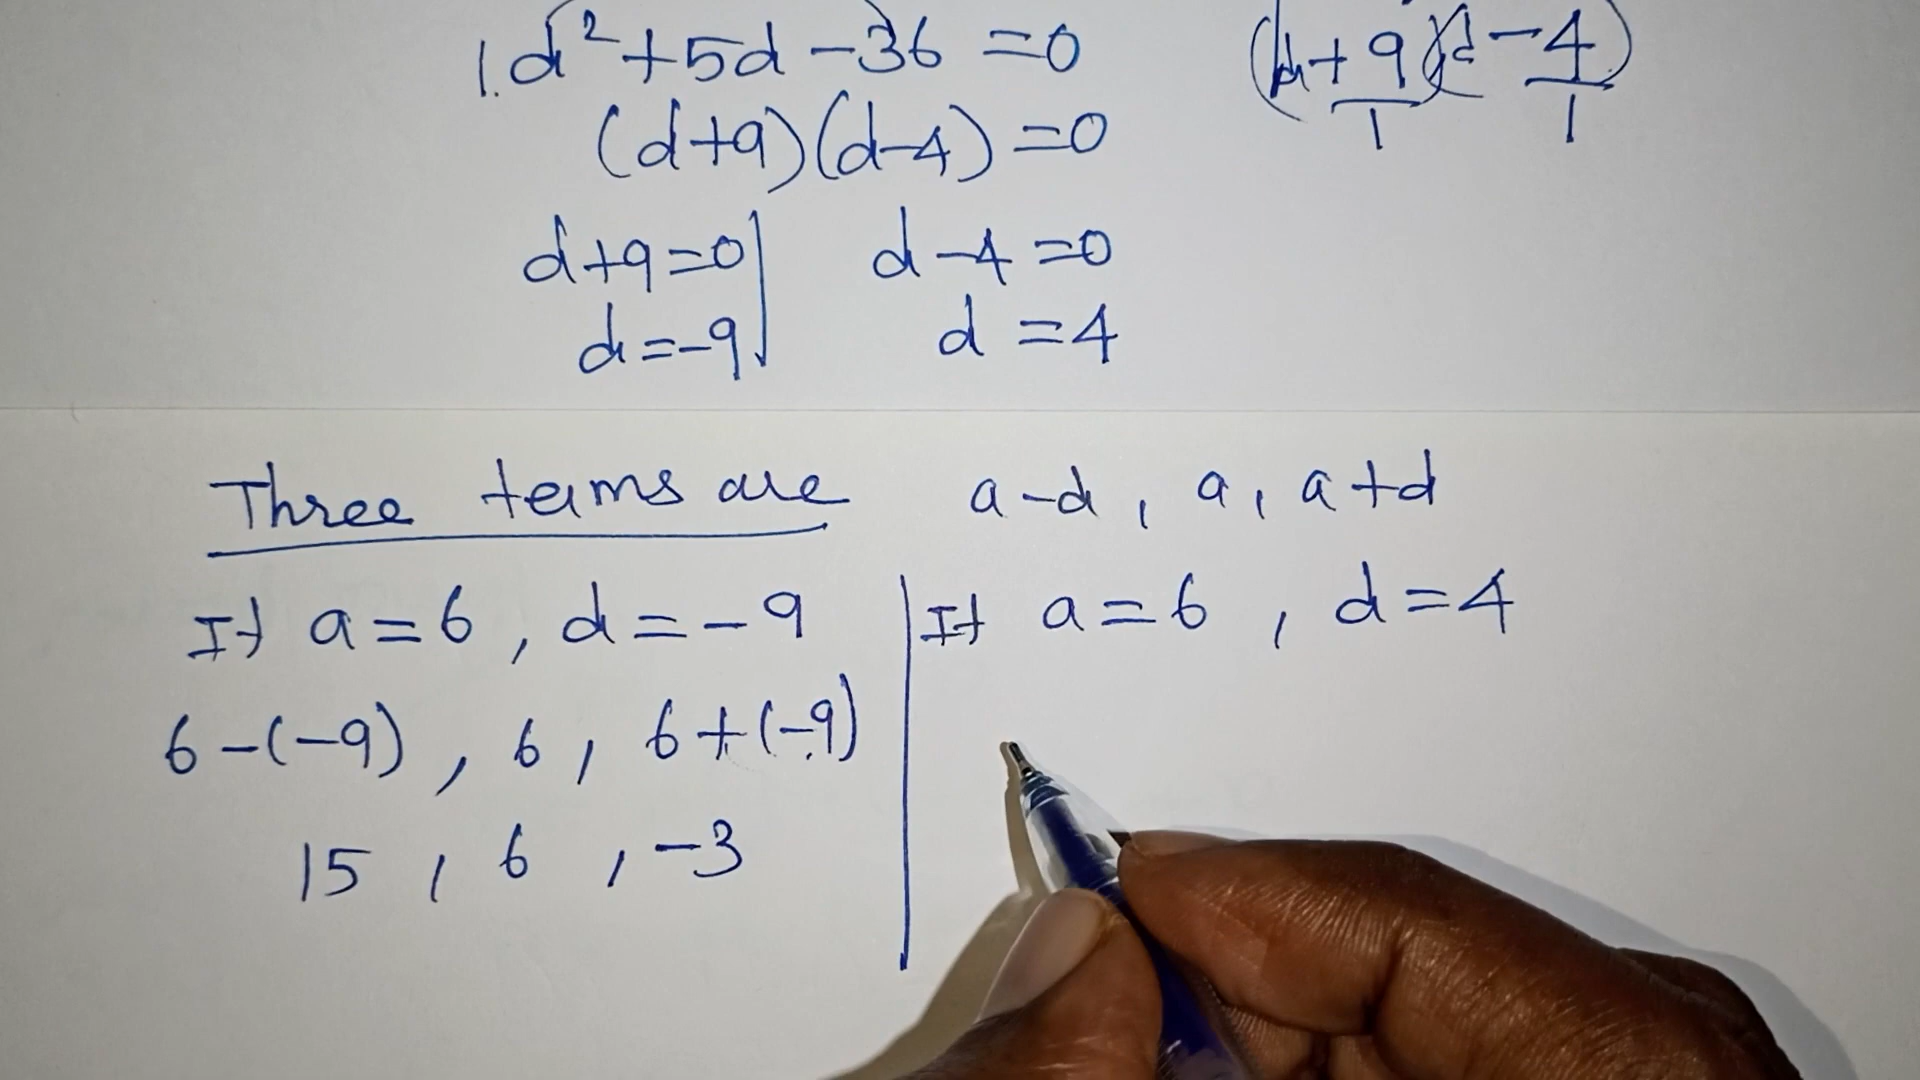 1. d² + 5d - 36 = 0
(d+9)(d-4) = 0
d+9=0 d-4=0
d=-9 d=4
(d+9/1)(d-4/1)
Three terms are a-d, a, a+d
If a=6, d=-9
6-(-9), 6, 6+(-9)
15, 6, -3
If a=6, d=4